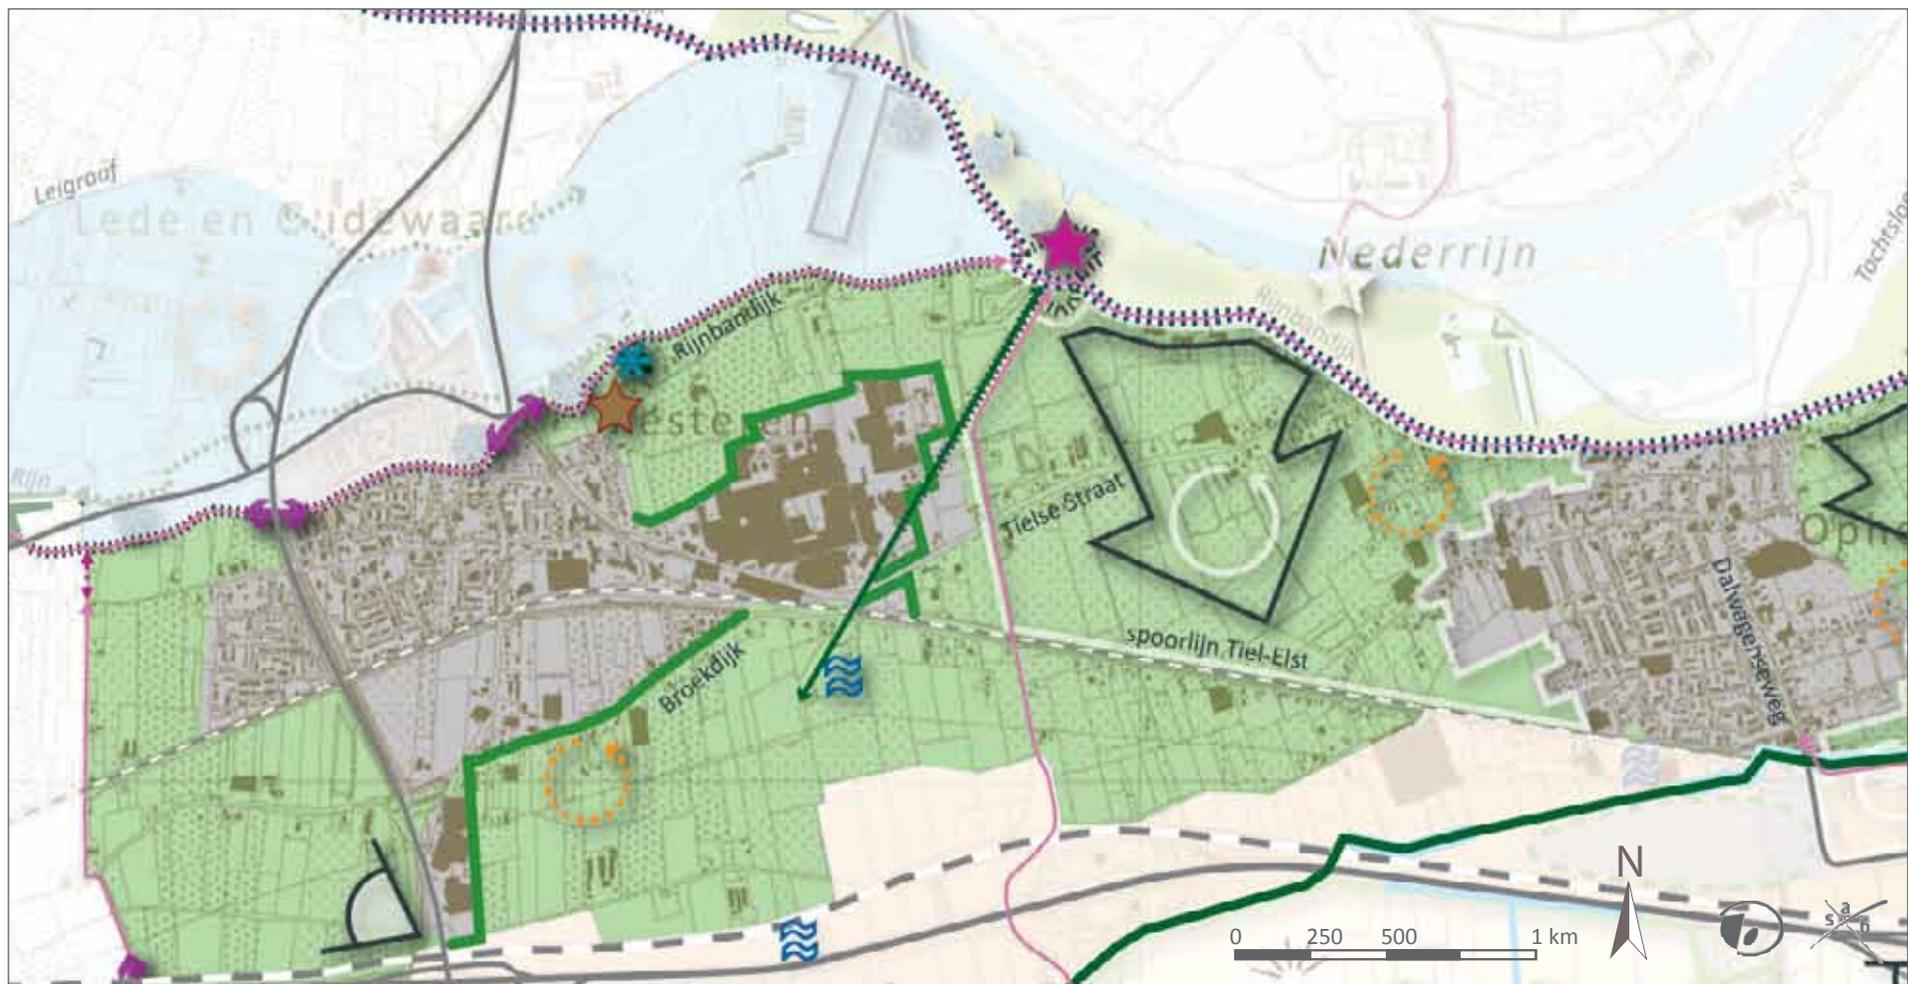 Leigraaf
Lede en Oudewaard
Nederrijn
Rijnbandijk
Rijnbandijk
Rijn
Tielse Straat
spoorlijn Tiel-Elst
Broekdijk
Dalwagenseweg
N
0 250 500 1 km
s a b